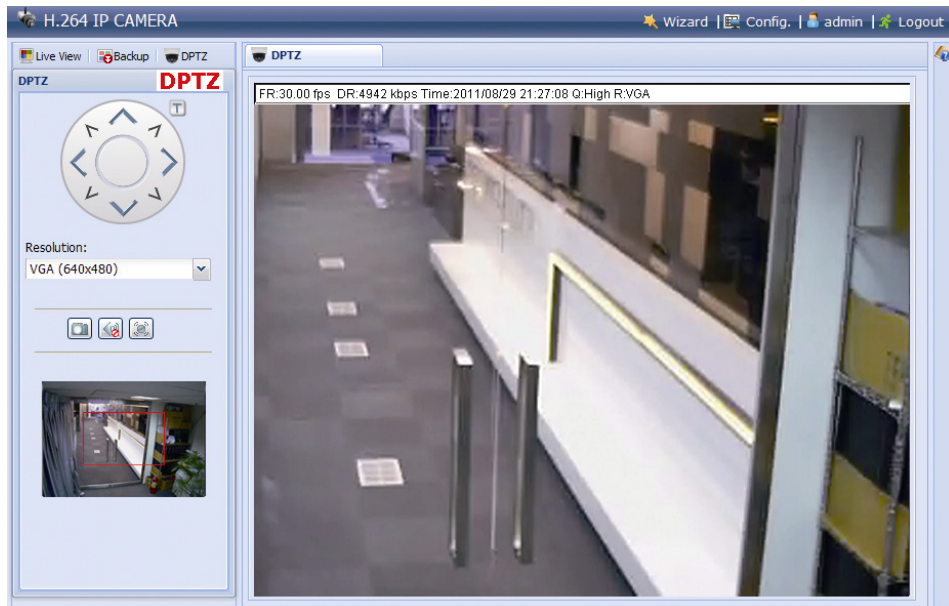 H.264 IP CAMERA
Wizard | Config. | admin | Logout
Live View Backup DPTZ
DPTZ DPTZ
T
Resolution:
VGA (640x480)
DPTZ
FR:30.00 fps DR:4942 kbps Time:2011/08/29 21:27:08 Q:High R:VGA